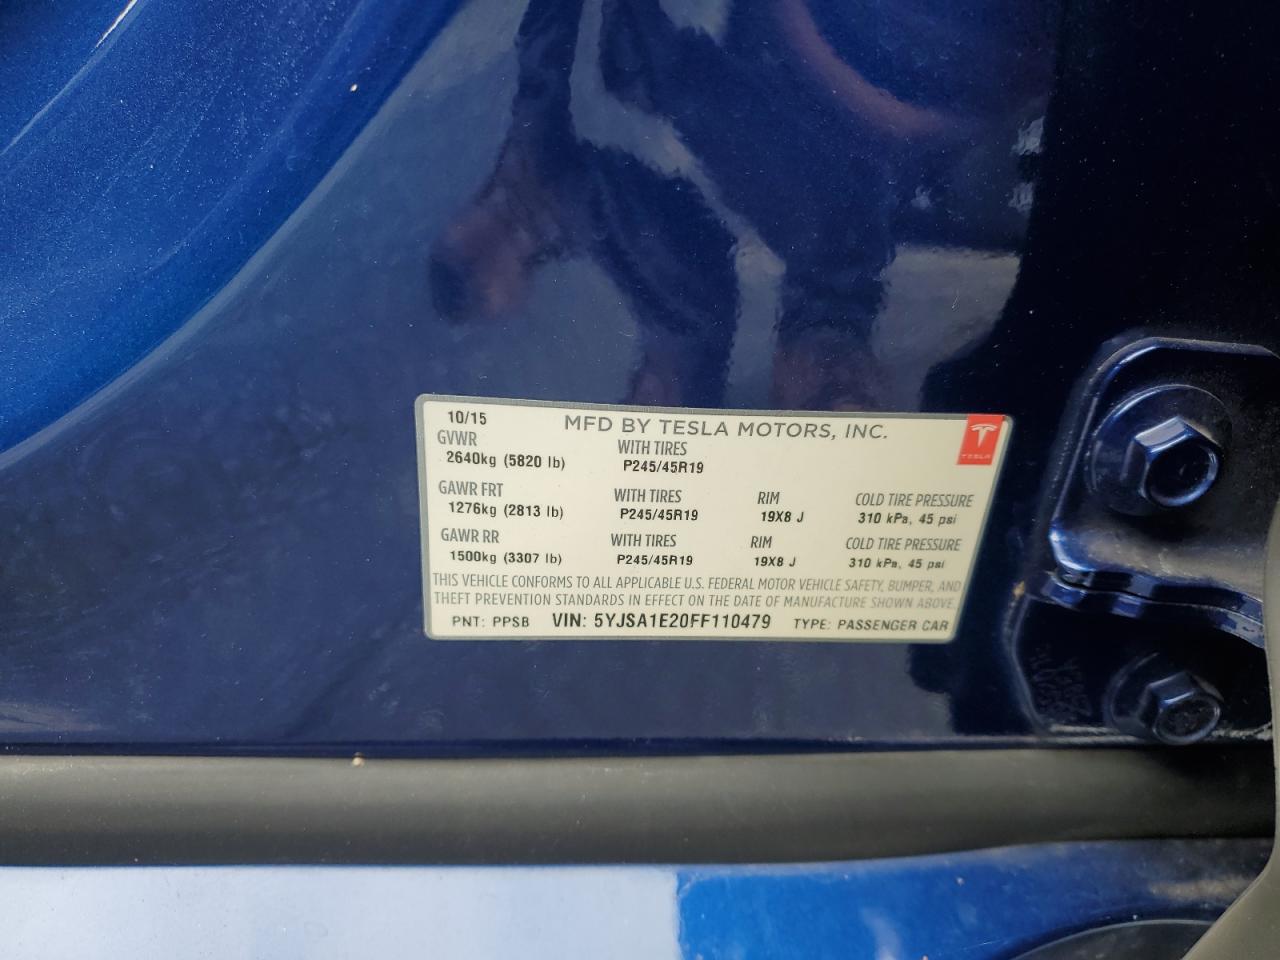 10/15 MFD BY TESLA MOTORS, INC.
GVWR WITH TIRES
2640kg (5820 lb) P245/45R19
TESLA
GAWR FRT WITH TIRES RIM COLD TIRE PRESSURE
1276kg (2813 lb) P245/45R19 19X8 J 310 kPa, 45 psi
GAWR RR WITH TIRES RIM COLD TIRE PRESSURE
1500kg (3307 lb) P245/45R19 19X8 J 310 kPa, 45 psi
THIS VEHICLE CONFORMS TO ALL APPLICABLE U.S. FEDERAL MOTOR VEHICLE SAFETY, BUMPER, AND
THEFT PREVENTION STANDARDS IN EFFECT ON THE DATE OF MANUFACTURE SHOWN ABOVE.
PNT: PPSB VIN: 5YJSA1E20FF110479 TYPE: PASSENGER CAR